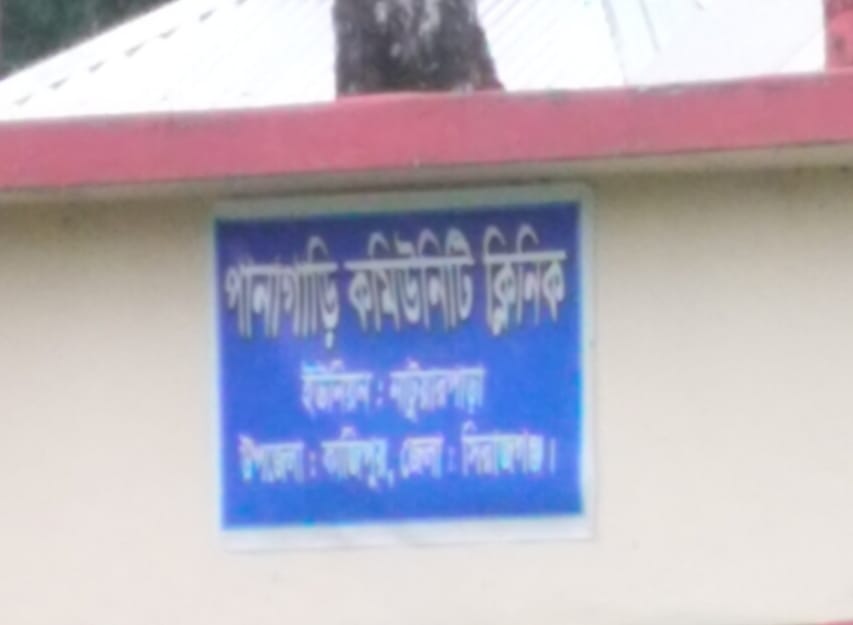 পানাগাড়ি কমিউনিটি ক্লিনিক
ইউনিয়ন : নাটুয়ারপাড়া
উপজেলা : কাজিপুর, জেলা : সিরাজগঞ্জ।